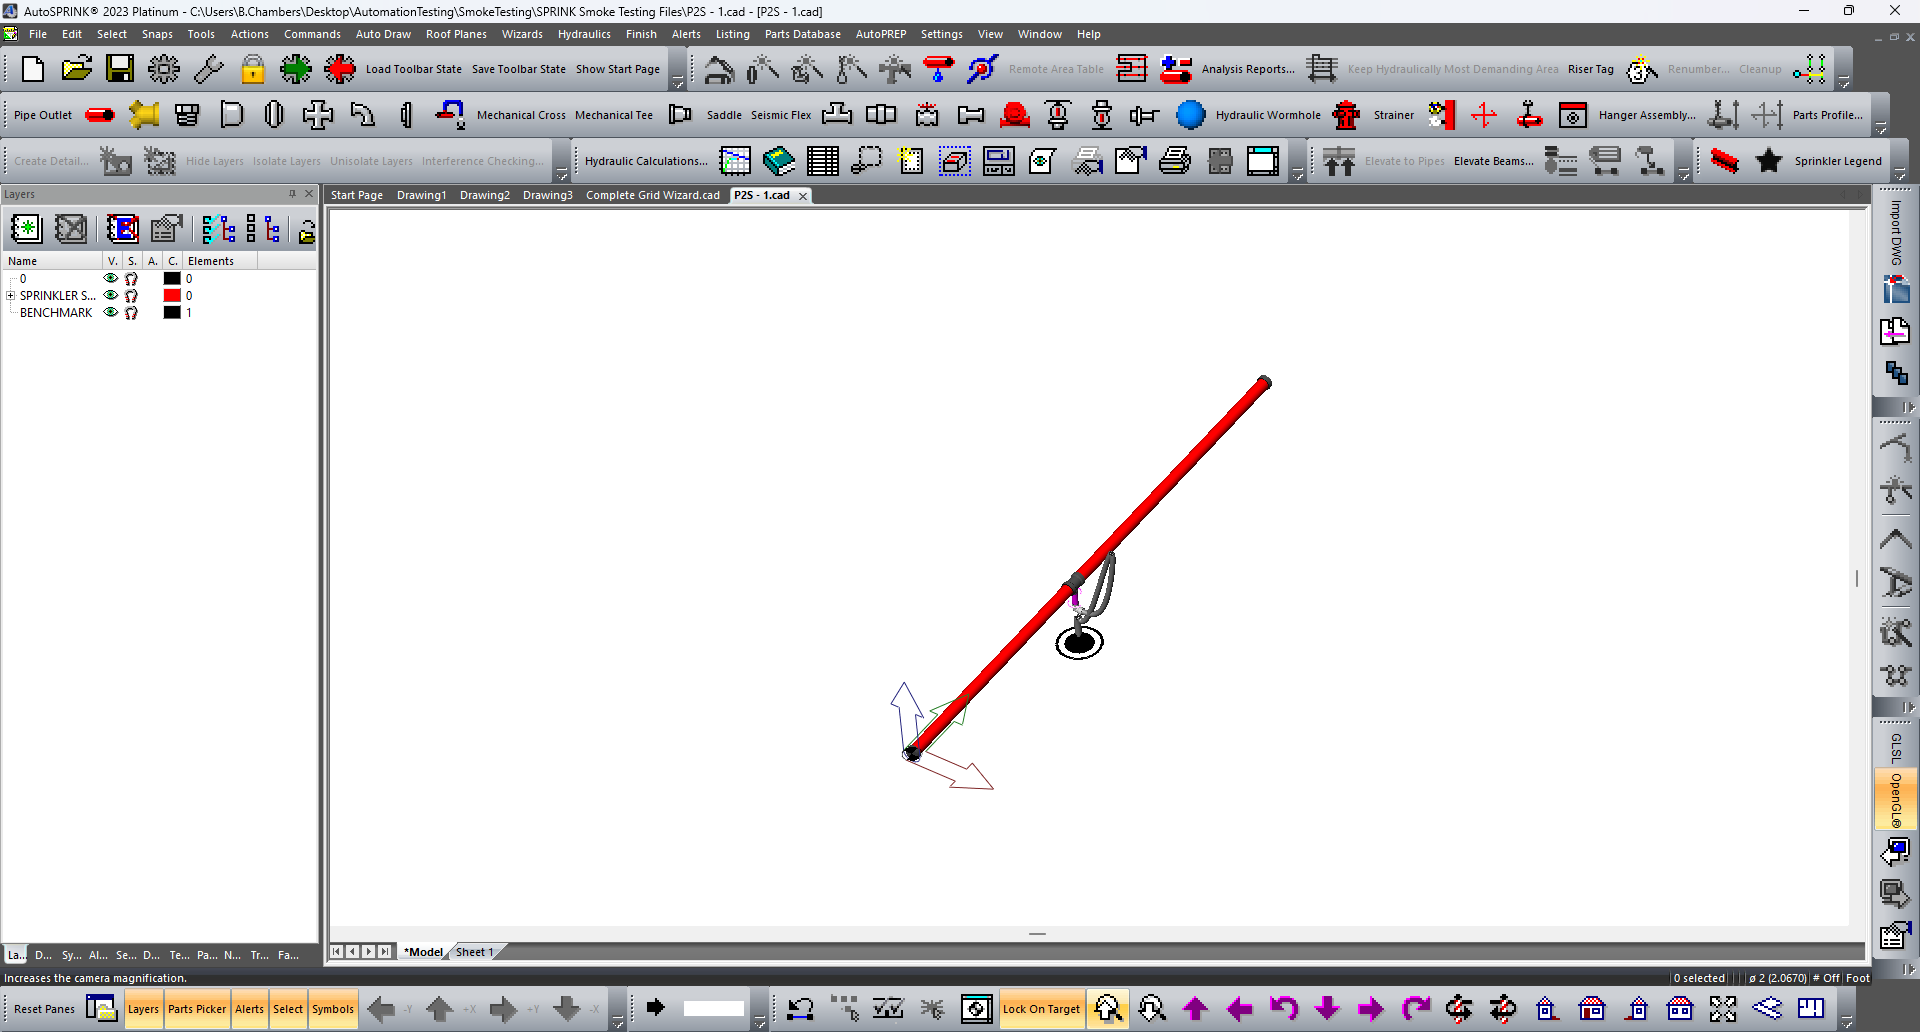 AutoSPRINK® 2023 Platinum - C:\Users\B.Chambers\Desktop\AutomationTesting\SmokeTesting\SPRINK Smoke Testing Files\P2S - 1.cad - [P2S - 1.cad]
File Edit Select Snaps Tools Actions Commands Auto Draw Roof Planes Wizards Hydraulics Finish Alerts Listing Parts Database AutoPREP Settings View Window Help
Load Toolbar State Save Toolbar State Show Start Page Remote Area Table Analysis Reports... Keep Hydraulically Most Demanding Area Riser Tag Renumber... Cleanup
Pipe Outlet Mechanical Cross Mechanical Tee Saddle Seismic Flex Hydraulic Wormhole Strainer Hanger Assembly... Parts Profile...
Create Detail... Hide Layers Isolate Layers Unisolate Layers Interference Checking... Hydraulic Calculations... Elevate to Pipes Elevate Beams... Sprinkler Legend
Layers
Start Page Drawing1 Drawing2 Drawing3 Complete Grid Wizard.cad P2S - 1.cad
Import DWG
Name V. S. A. C. Elements
0 0
SPRINKLER S... 0
BENCHMARK 1
GLSL
OpenGL®
La... D... Sy... Al... Se... D... Te... Pa... N... Tr... Fa...
*Model Sheet 1
Increases the camera magnification.
0 selected ø 2 (2.0670) # Off Foot
Reset Panes Layers Parts Picker Alerts Select Symbols -Y +X +Y -X Lock On Target